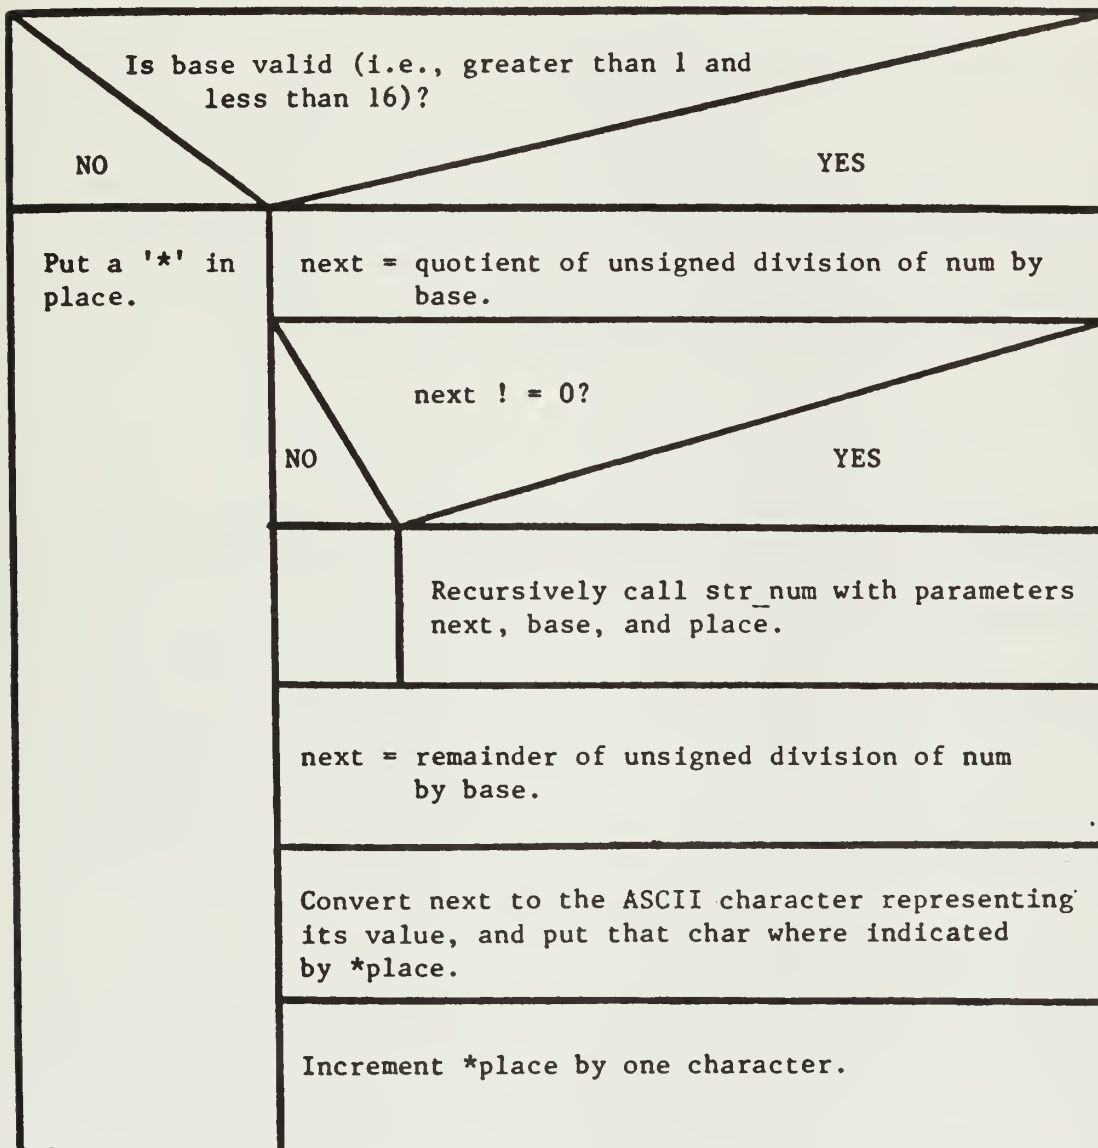 Is base valid (i.e., greater than 1 and
less than 16)?
NO
YES
Put a '*' in
place.
next = quotient of unsigned division of num by
base.
next ! = 0?
NO
YES
Recursively call str_num with parameters
next, base, and place.
next = remainder of unsigned division of num
by base.
Convert next to the ASCII character representing
its value, and put that char where indicated
by *place.
Increment *place by one character.